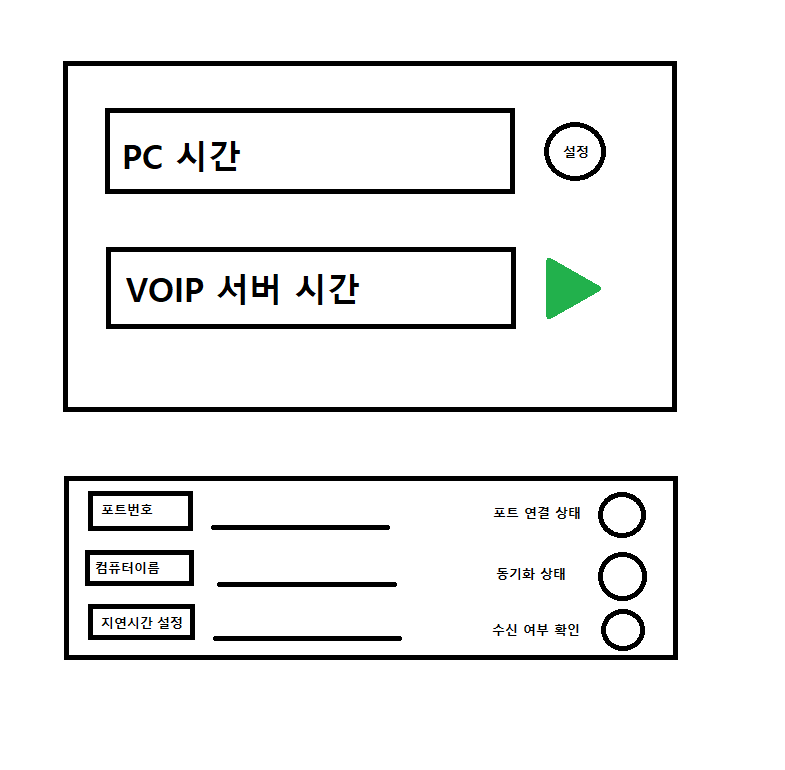 PC 시간
설정
VOIP 서버 시간
포트번호
포트 연결 상태
컴퓨터이름
동기화 상태
지연시간 설정
수신 여부 확인